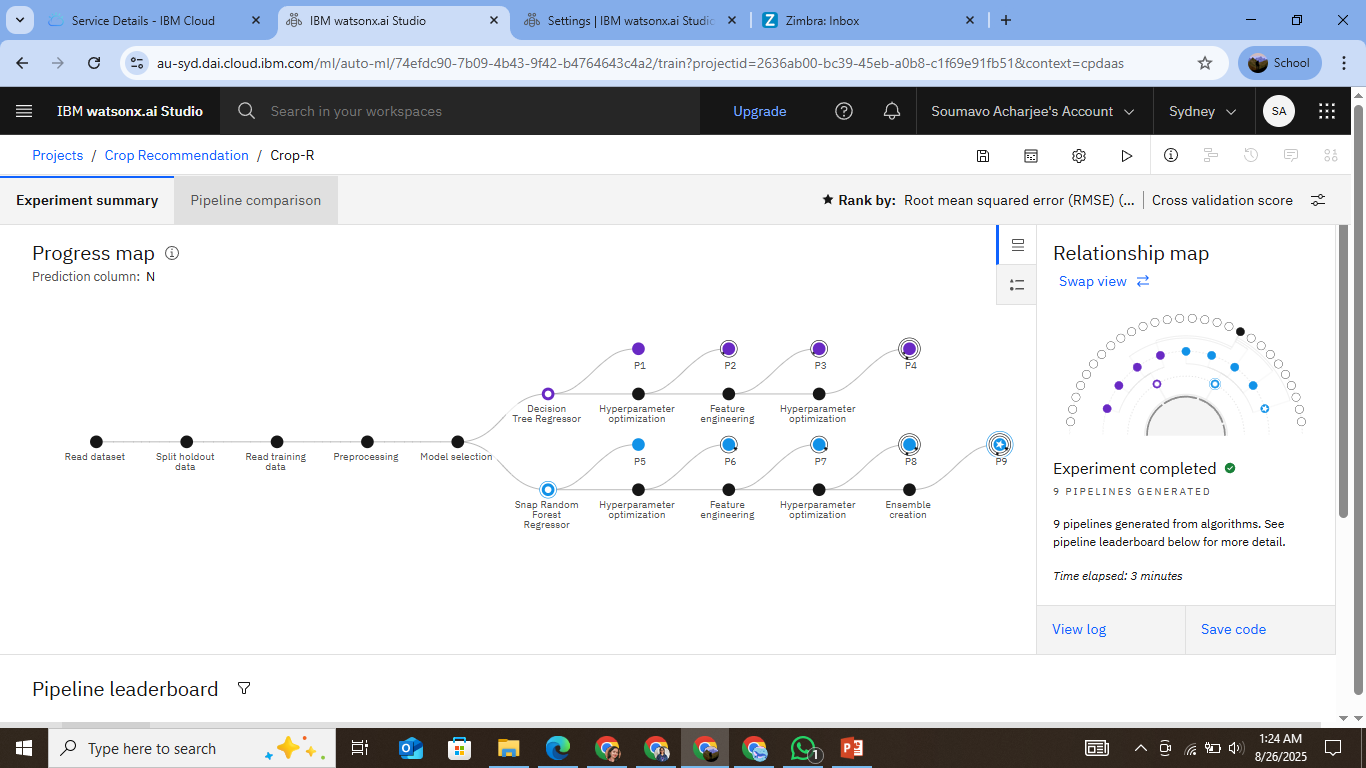 Service Details - IBM Cloud
IBM watsonx.ai Studio
Settings | IBM watsonx.ai Studio
Z Zimbra: Inbox
au-syd.dai.cloud.ibm.com/ml/auto-ml/74efdc90-7b09-4b43-9f42-b4764643c4a2/train?projectid=2636ab00-bc39-45eb-a0b8-c1f69e91fb51&context=cpdaas
School
IBM watsonx.ai Studio
Search in your workspaces
Upgrade
Soumavo Acharjee's Account
Sydney
SA
Projects / Crop Recommendation / Crop-R
Experiment summary
Pipeline comparison
Rank by: Root mean squared error (RMSE) (...
Cross validation score
Progress map
Prediction column: N
P1
P2
P3
P4
Decision
Tree Regressor
Hyperparameter
optimization
Feature
engineering
Hyperparameter
optimization
Read dataset
Split holdout
data
Read training
data
Preprocessing
Model selection
P5
P6
P7
P8
P9
Snap Random
Forest
Regressor
Hyperparameter
optimization
Feature
engineering
Hyperparameter
optimization
Ensemble
creation
Relationship map
Swap view
Experiment completed
9 PIPELINES GENERATED
9 pipelines generated from algorithms. See
pipeline leaderboard below for more detail.
Time elapsed: 3 minutes
View log
Save code
Pipeline leaderboard
Type here to search
1
1:24 AM
8/26/2025